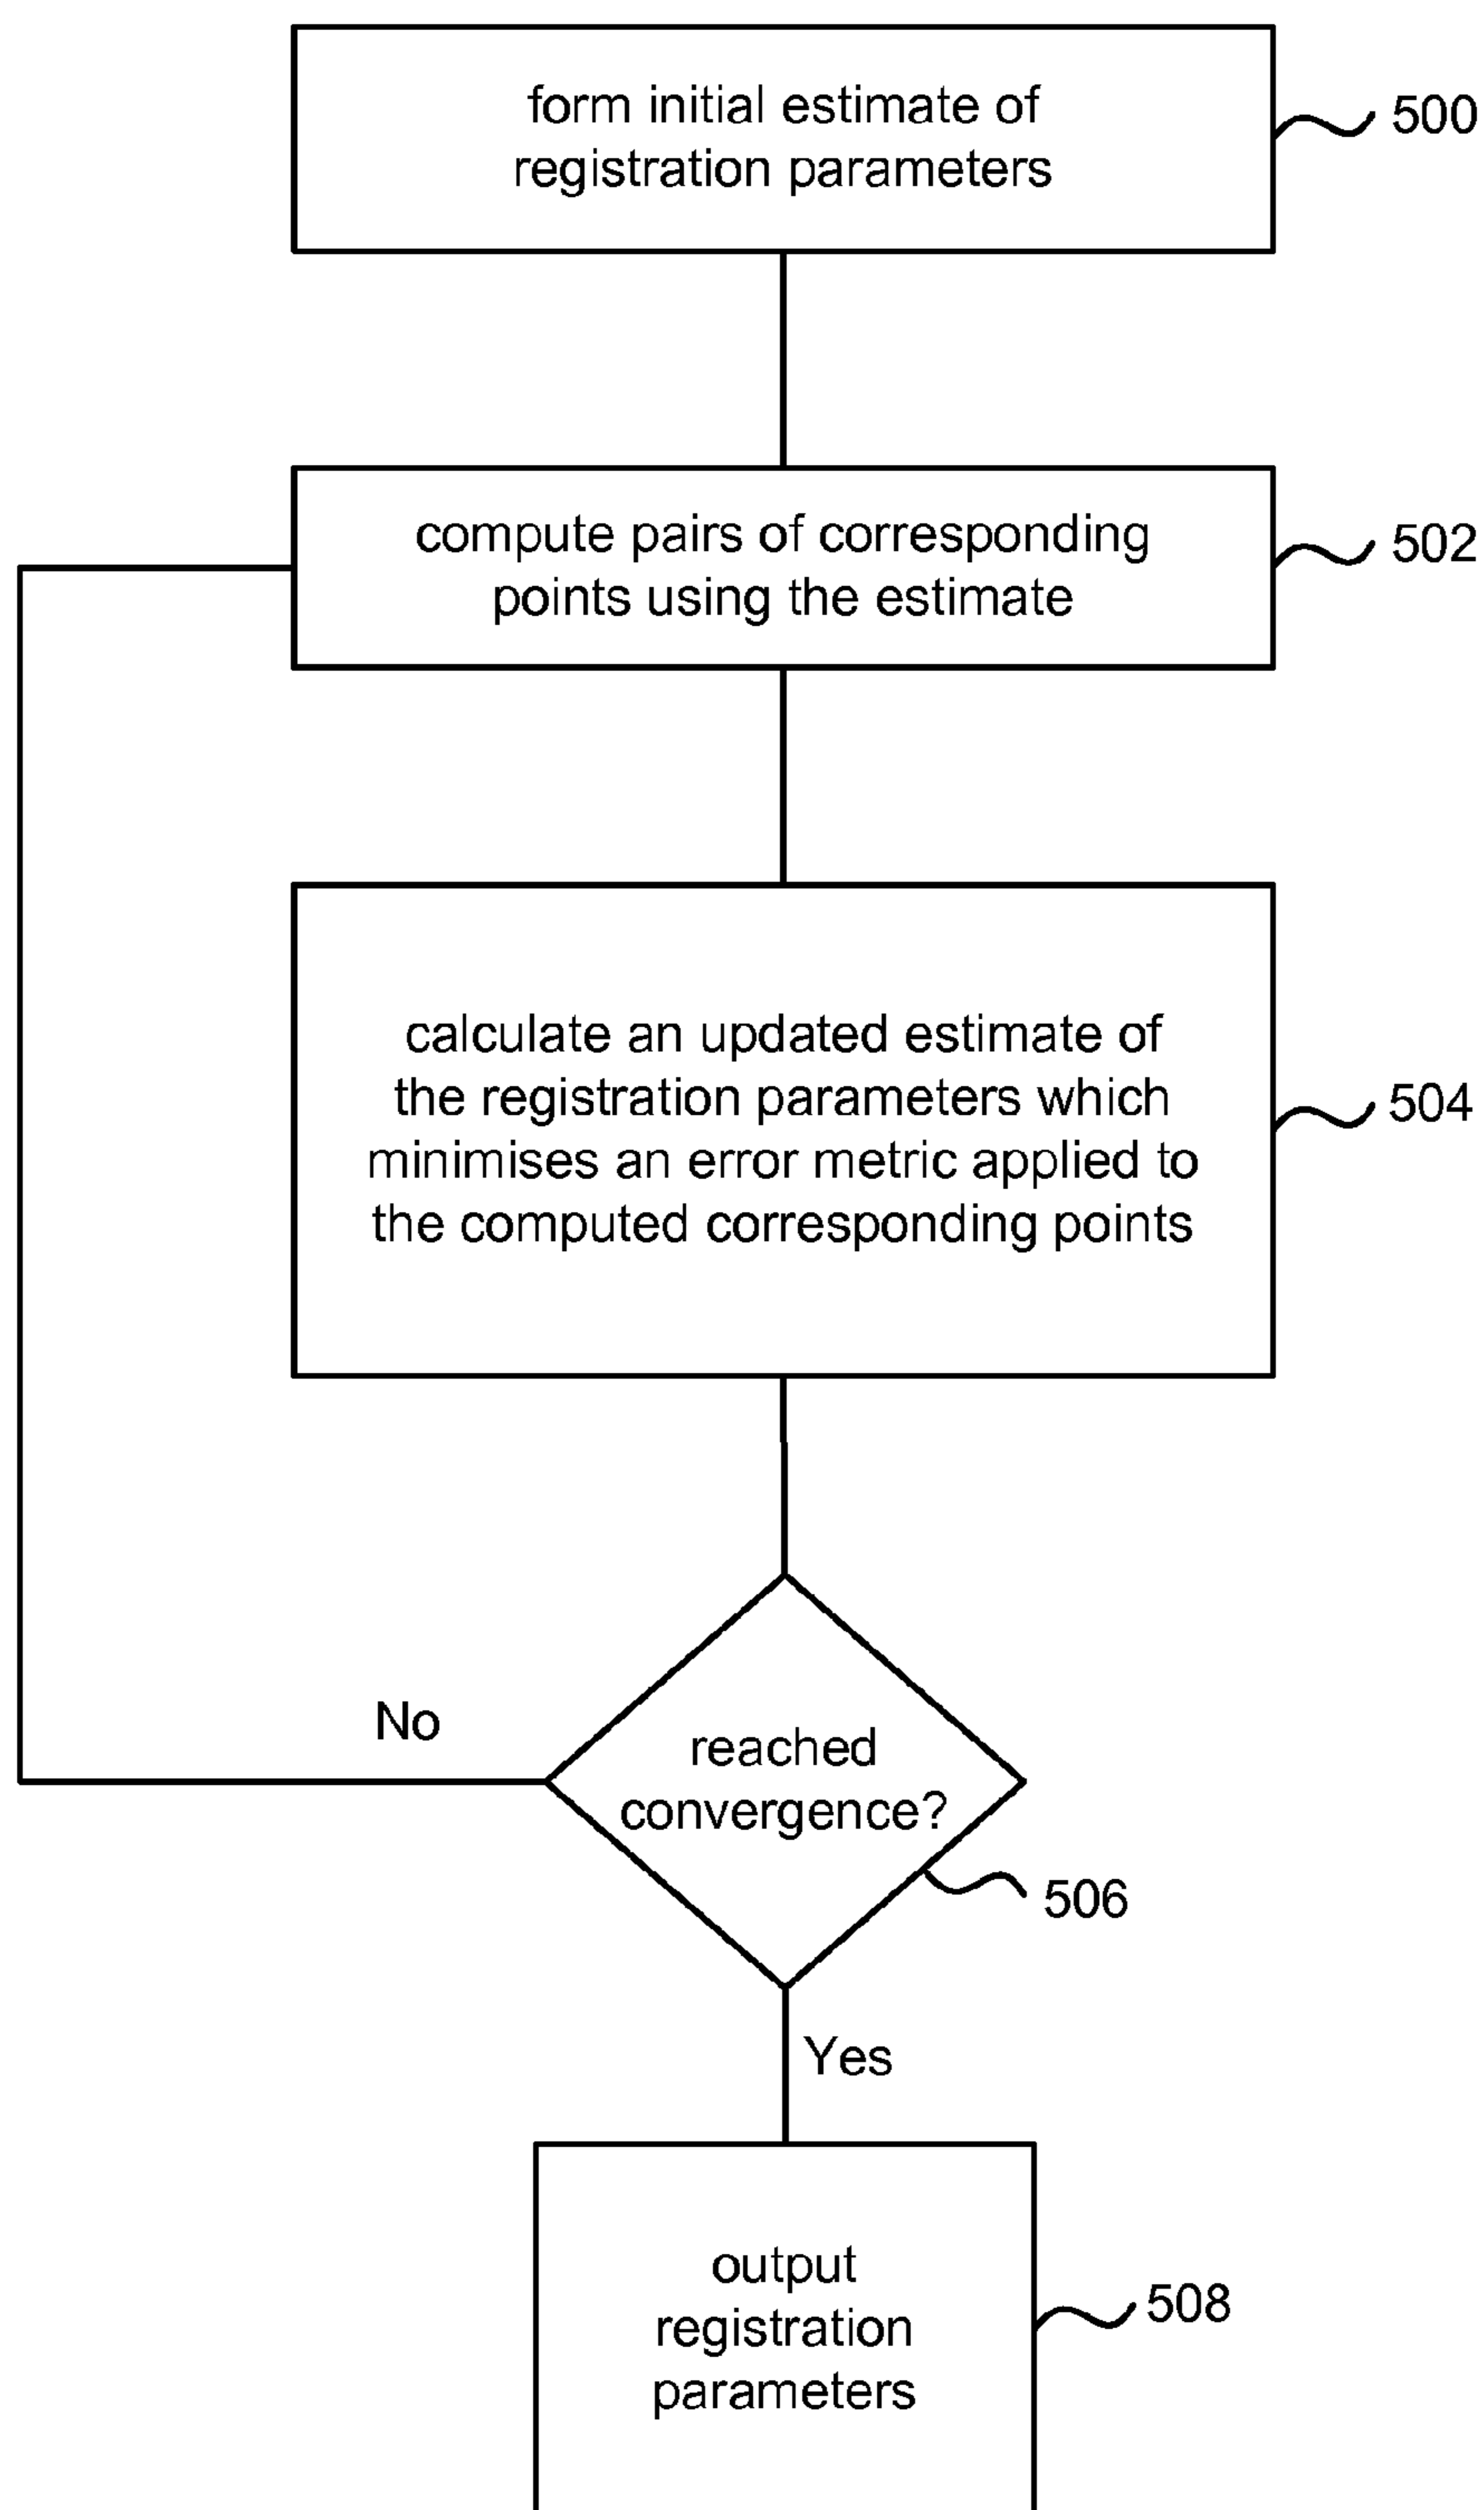 form initial estimate of
registration parameters
500
compute pairs of corresponding
points using the estimate
502
calculate an updated estimate of
the registration parameters which
minimises an error metric applied to
the computed corresponding points
504
No
reached
convergence?
506
Yes
output
registration
parameters
508